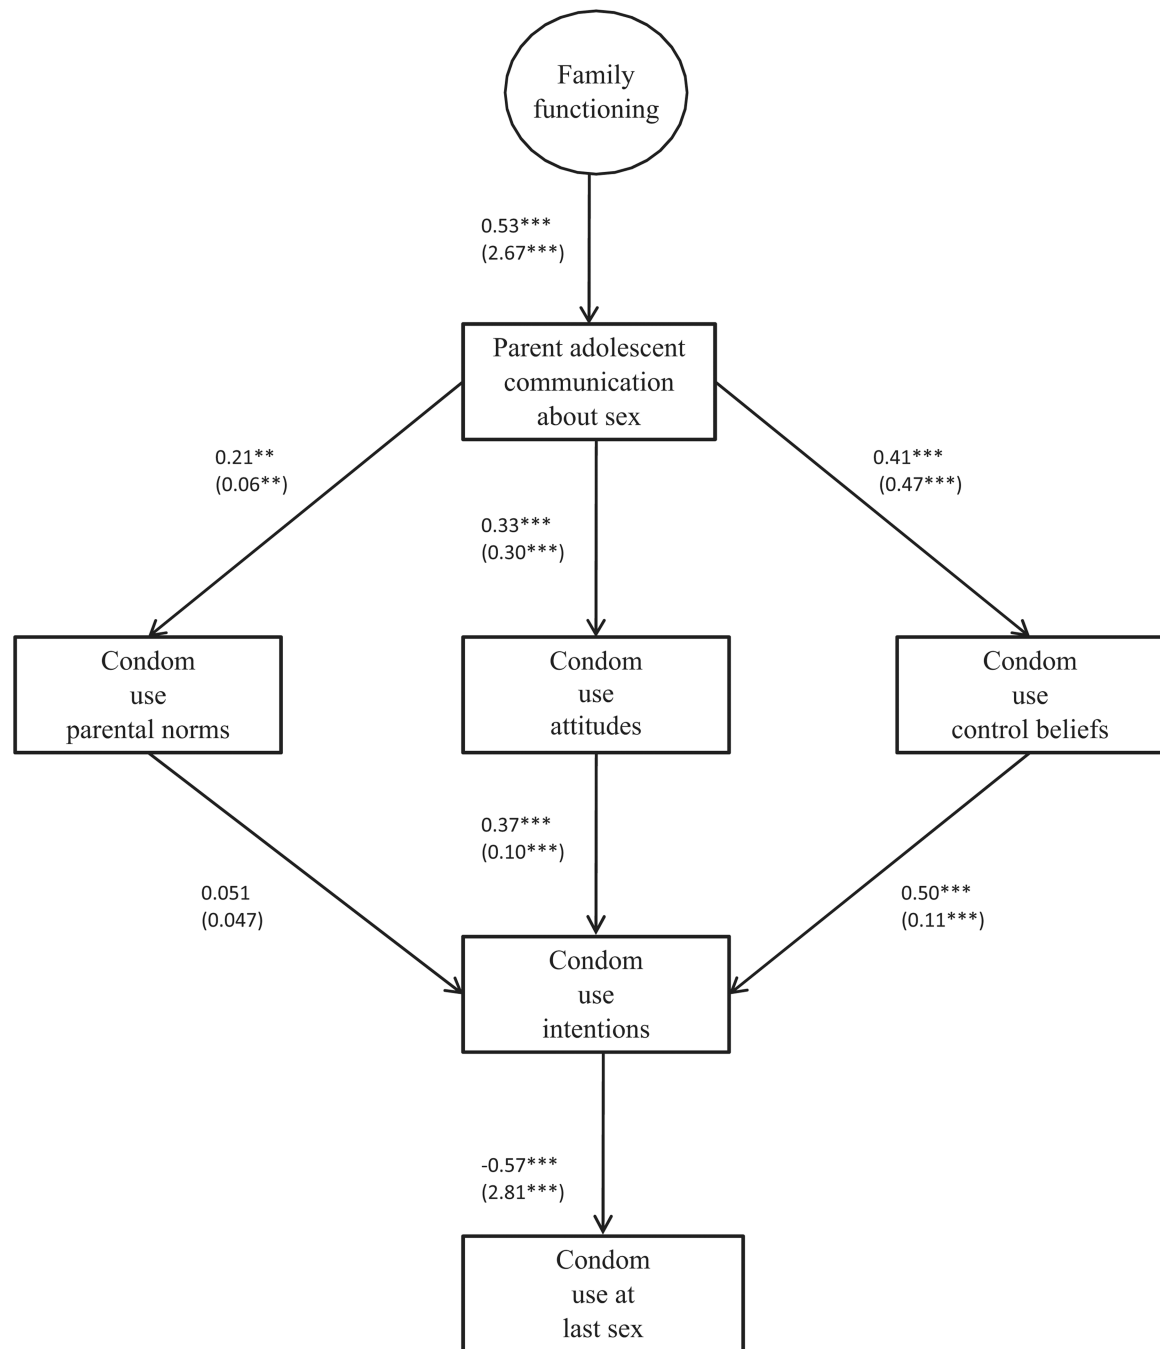 Family
functioning
0.53***
(2.67***)
Parent adolescent
communication
about sex
0.21**
(0.06**)
0.33***
(0.30***)
0.41***
(0.47***)
Condom
use
parental norms
Condom
use
attitudes
Condom
use
control beliefs
0.051
(0.047)
0.37***
(0.10***)
0.50***
(0.11***)
Condom
use
intentions
-0.57***
(2.81***)
Condom
use at
last sex